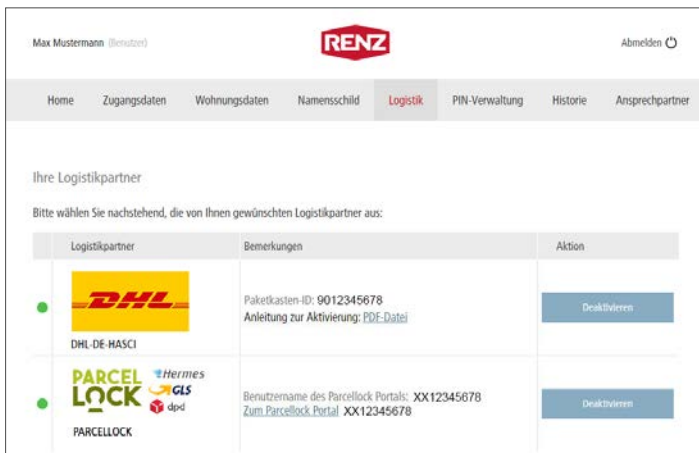 Max Mustermann (Benutzer)
RENZ
Abmelden
Home Zugangsdaten Wohnungsdaten Namensschild Logistik PIN-Verwaltung Historie Ansprechpartner
Ihre Logistikpartner
Bitte wählen Sie nachstehend, die von Ihnen gewünschten Logistikpartner aus:
Logistikpartner Bemerkungen Aktion
DHL
Paketkasten-ID: 9012345678
Anleitung zur Aktivierung: PDF-Datei
Deaktivieren
DHL-DE-HASCI
PARCEL
LOCK
Hermes
GLS
dpd
Benutzername des Parcellock Portals: XX12345678
Zum Parcellock Portal XX12345678
Deaktivieren
PARCELLOCK